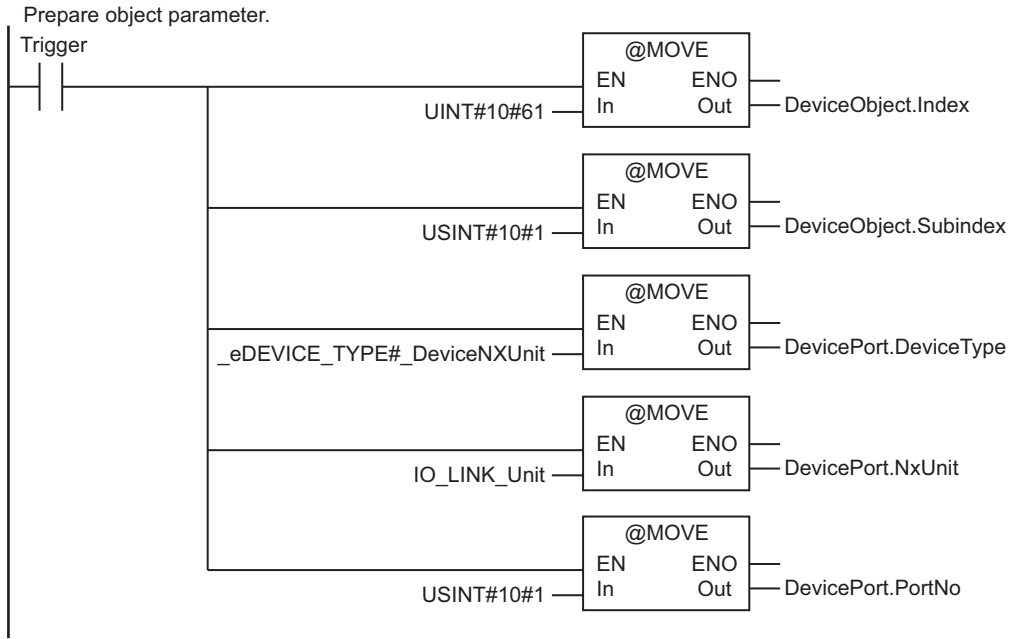 Prepare object parameter.
Trigger
@MOVE
EN ENO
UINT#10#61 In Out DeviceObject.Index
@MOVE
EN ENO
USINT#10#1 In Out DeviceObject.Subindex
@MOVE
EN ENO
_eDEVICE_TYPE#_DeviceNXUnit In Out DevicePort.DeviceType
@MOVE
EN ENO
IO_LINK_Unit In Out DevicePort.NxUnit
@MOVE
EN ENO
USINT#10#1 In Out DevicePort.PortNo